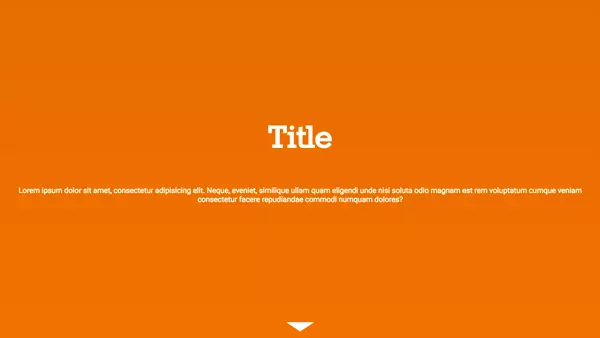 Title
Lorem ipsum dolor sit amet, consectetur adipisicing elit. Neque, eveniet, similique ullam quam eligendi unde nisi soluta odio magnam est rem voluptatum cumque veniam
consectetur facere repudiandae commodi numquam dolores?